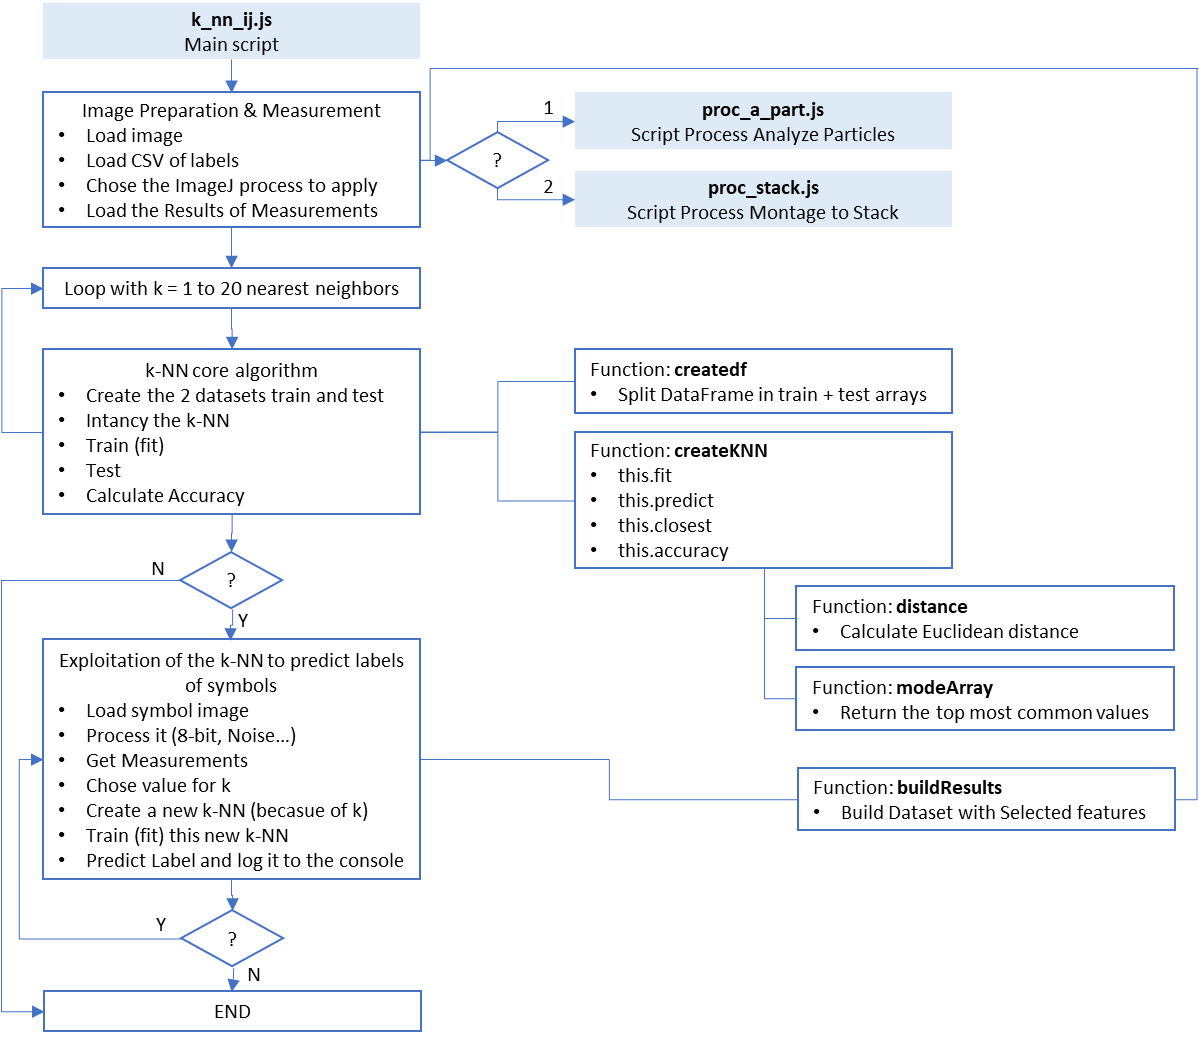 k_nn_ij.js
Main script
Image Preparation & Measurement
• Load image
• Load CSV of labels
• Chose the ImageJ process to apply
• Load the Results of Measurements
?
1
proc_a_part.js
Script Process Analyze Particles
2
proc_stack.js
Script Process Montage to Stack
Loop with k = 1 to 20 nearest neighbors
k-NN core algorithm
• Create the 2 datasets train and test
• Intancy the k-NN
• Train (fit)
• Test
• Calculate Accuracy
Function: createdf
• Split DataFrame in train + test arrays
Function: createKNN
• this.fit
• this.predict
• this.closest
• this.accuracy
Function: distance
• Calculate Euclidean distance
Function: modeArray
• Return the top most common values
N
?
Y
Exploitation of the k-NN to predict labels
of symbols
• Load symbol image
• Process it (8-bit, Noise...)
• Get Measurements
• Chose value for k
• Create a new k-NN (becasue of k)
• Train (fit) this new k-NN
• Predict Label and log it to the console
Function: buildResults
• Build Dataset with Selected features
Y
?
N
END